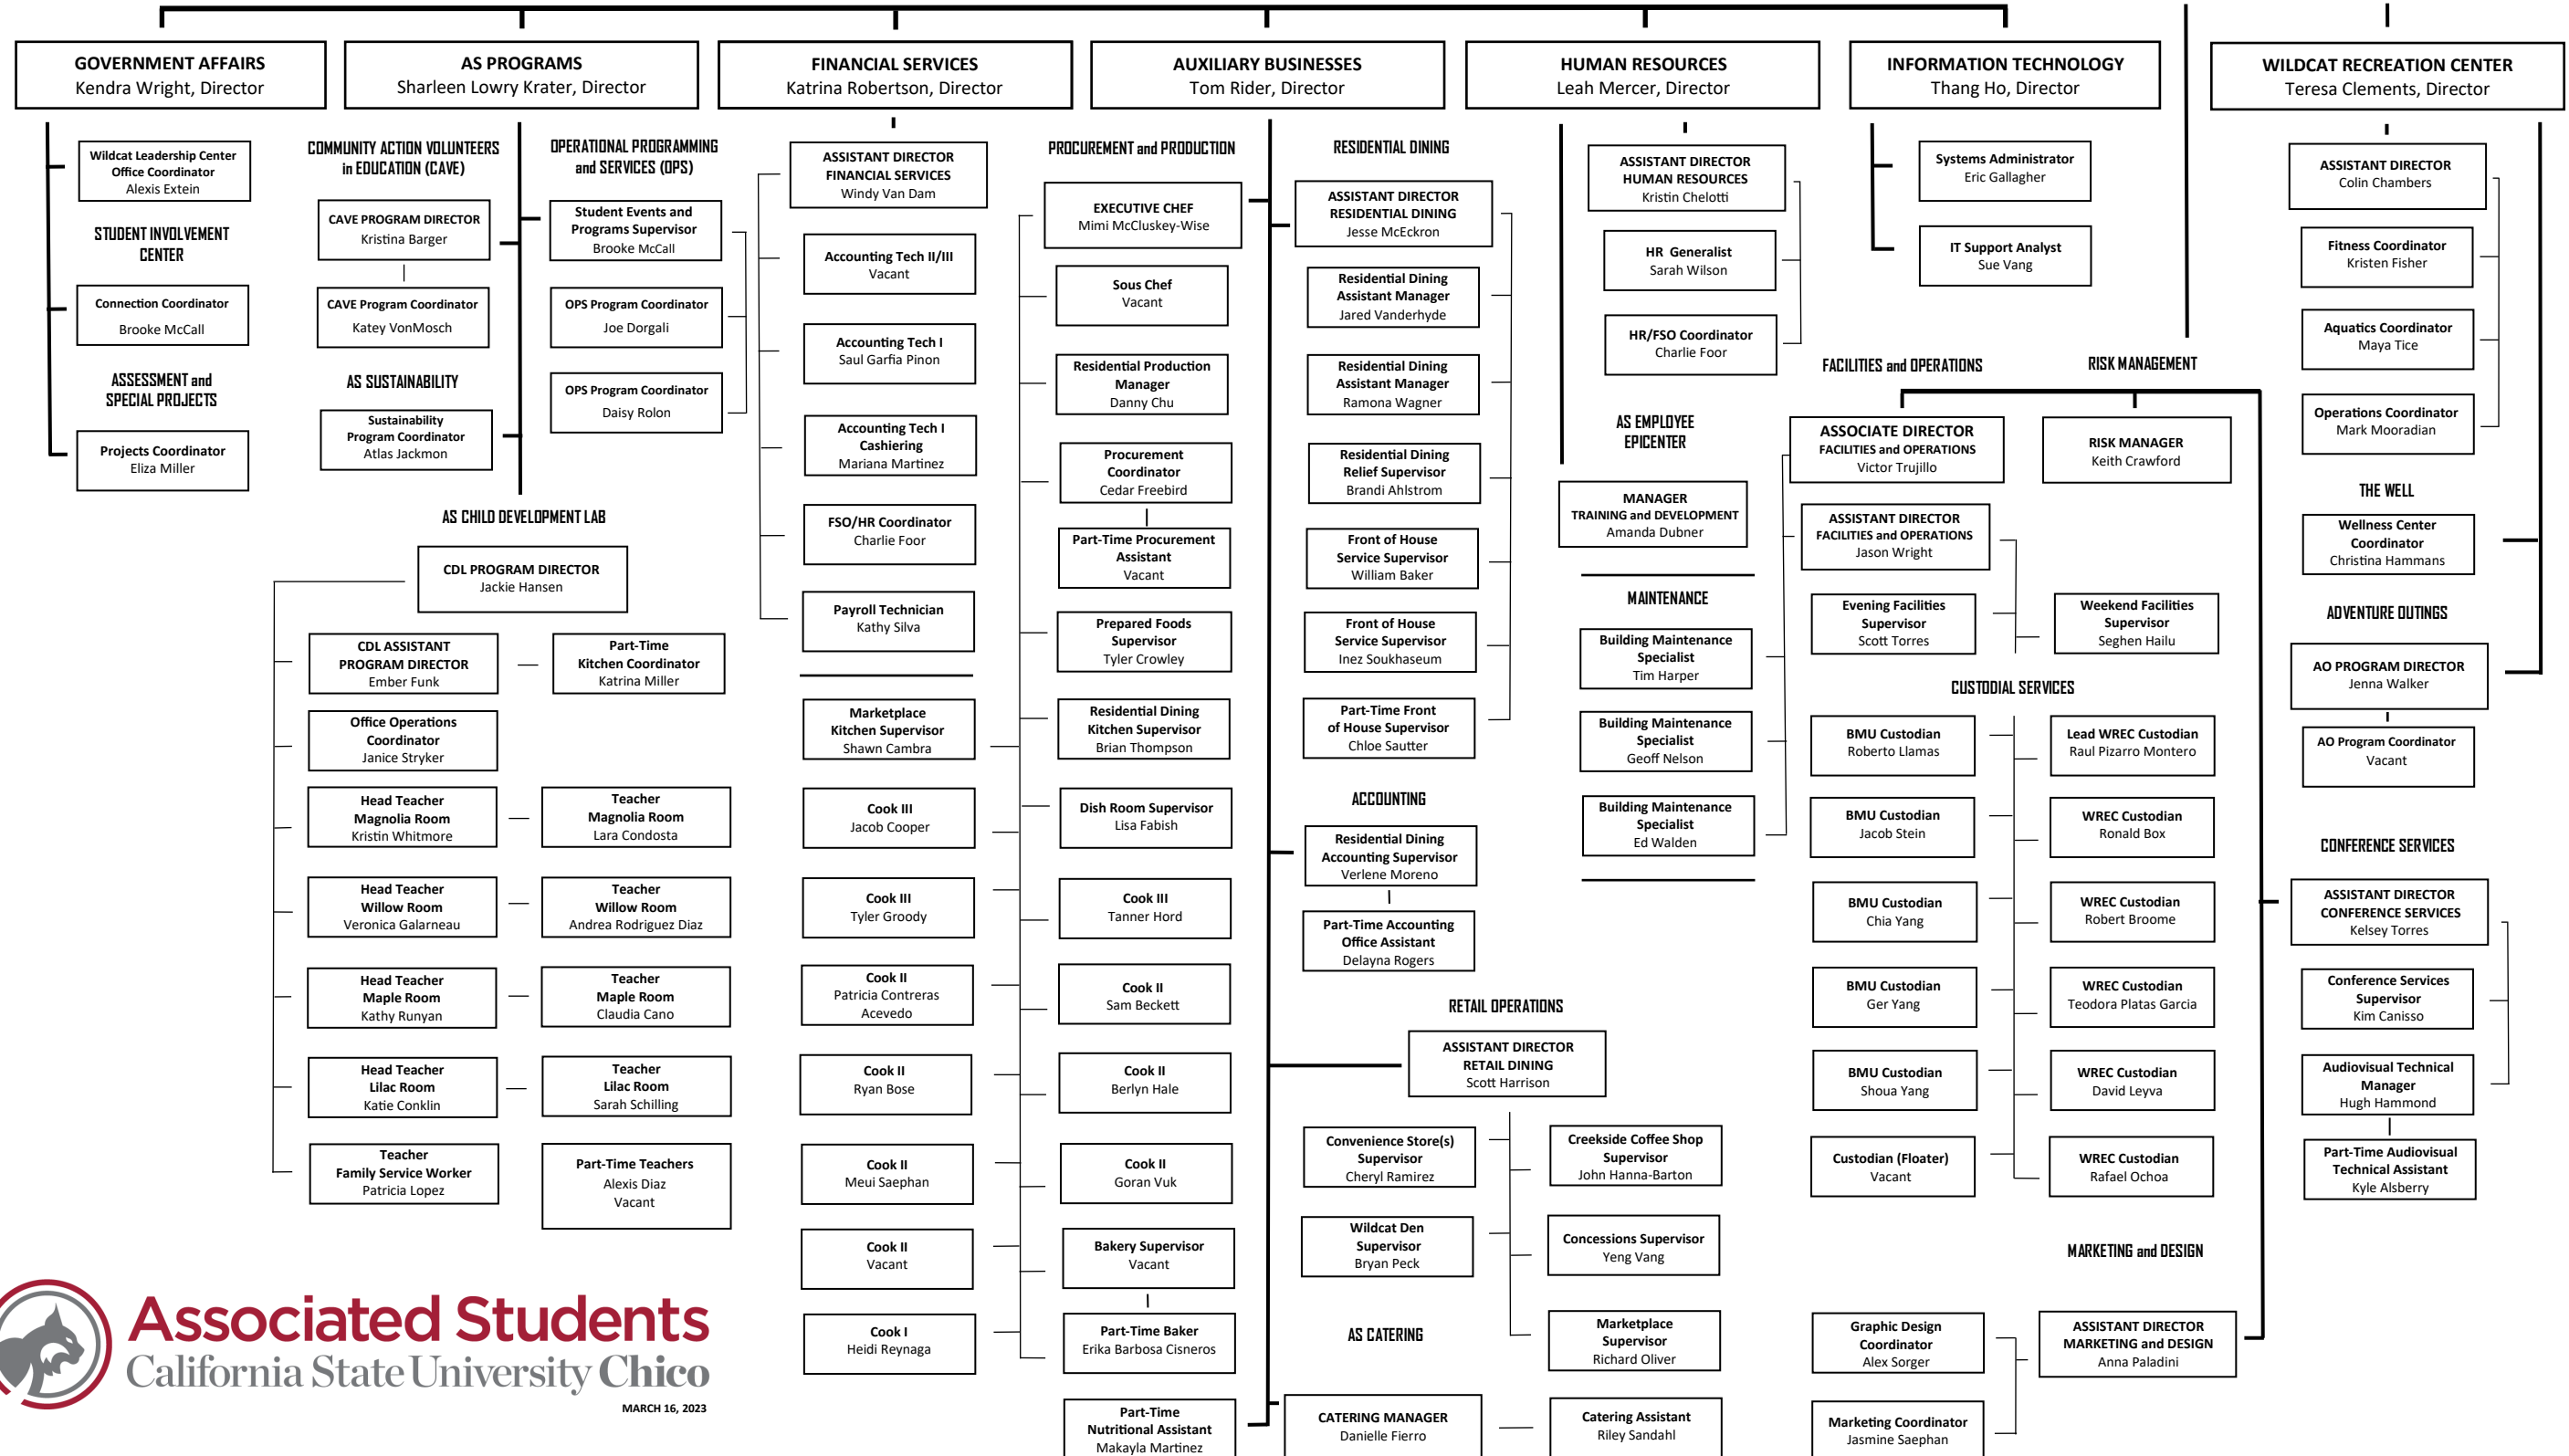 GOVERNMENT AFFAIRS
Kendra Wright, Director
AS PROGRAMS
Sharleen Lowry Krater, Director
FINANCIAL SERVICES
Katrina Robertson, Director
AUXILIARY BUSINESSES
Tom Rider, Director
HUMAN RESOURCES
Leah Mercer, Director
INFORMATION TECHNOLOGY
Thang Ho, Director
WILDCAT RECREATION CENTER
Teresa Clements, Director
Wildcat Leadership Center
Office Coordinator
Alexis Extein
STUDENT INVOLVEMENT
CENTER
Connection Coordinator
Brooke McCall
ASSESSMENT and
SPECIAL PROJECTS
Projects Coordinator
Eliza Miller
COMMUNITY ACTION VOLUNTEERS
in EDUCATION (CAVE)
CAVE PROGRAM DIRECTOR
Kristina Barger
CAVE Program Coordinator
Katey VonMosch
AS SUSTAINABILITY
Sustainability
Program Coordinator
Atlas Jackmon
OPERATIONAL PROGRAMMING
and SERVICES (OPS)
Student Events and
Programs Supervisor
Brooke McCall
OPS Program Coordinator
Joe Dorgali
OPS Program Coordinator
Daisy Rolon
AS CHILD DEVELOPMENT LAB
CDL PROGRAM DIRECTOR
Jackie Hansen
CDL ASSISTANT
PROGRAM DIRECTOR
Ember Funk
Part-Time
Kitchen Coordinator
Katrina Miller
Office Operations
Coordinator
Janice Stryker
Head Teacher
Magnolia Room
Kristin Whitmore
Teacher
Magnolia Room
Lara Condosta
Head Teacher
Willow Room
Veronica Galarneau
Teacher
Willow Room
Andrea Rodriguez Diaz
Head Teacher
Maple Room
Kathy Runyan
Teacher
Maple Room
Claudia Cano
Head Teacher
Lilac Room
Katie Conklin
Teacher
Lilac Room
Sarah Schilling
Teacher
Family Service Worker
Patricia Lopez
Part-Time Teachers
Alexis Diaz
Vacant
ASSISTANT DIRECTOR
FINANCIAL SERVICES
Windy Van Dam
Accounting Tech II/III
Vacant
Accounting Tech I
Saul Garfia Pinon
Accounting Tech I
Cashiering
Mariana Martinez
FSO/HR Coordinator
Charlie Foor
Payroll Technician
Kathy Silva
Marketplace
Kitchen Supervisor
Shawn Cambra
Cook III
Jacob Cooper
Cook III
Tyler Groody
Cook II
Patricia Contreras
Acevedo
Cook II
Ryan Bose
Cook II
Meui Saephan
Cook II
Vacant
Cook I
Heidi Reynaga
PROCUREMENT and PRODUCTION
EXECUTIVE CHEF
Mimi McCluskey-Wise
Sous Chef
Vacant
Residential Production
Manager
Danny Chu
Procurement
Coordinator
Cedar Freebird
Part-Time Procurement
Assistant
Vacant
Prepared Foods
Supervisor
Tyler Crowley
Residential Dining
Kitchen Supervisor
Brian Thompson
Dish Room Supervisor
Lisa Fabish
Cook III
Tanner Hord
Cook II
Sam Beckett
Cook II
Berlyn Hale
Cook II
Goran Vuk
Bakery Supervisor
Vacant
Part-Time Baker
Erika Barbosa Cisneros
Part-Time
Nutritional Assistant
Makayla Martinez
RESIDENTIAL DINING
ASSISTANT DIRECTOR
RESIDENTIAL DINING
Jesse McEckron
Residential Dining
Assistant Manager
Jared Vanderhyde
Residential Dining
Assistant Manager
Ramona Wagner
Residential Dining
Relief Supervisor
Brandi Ahlstrom
Front of House
Service Supervisor
William Baker
Front of House
Service Supervisor
Inez Soukhaseum
Part-Time Front
of House Supervisor
Chloe Sautter
ACCOUNTING
Residential Dining
Accounting Supervisor
Verlene Moreno
Part-Time Accounting
Office Assistant
Delayna Rogers
RETAIL OPERATIONS
ASSISTANT DIRECTOR
RETAIL DINING
Scott Harrison
Convenience Store(s)
Supervisor
Cheryl Ramirez
Creekside Coffee Shop
Supervisor
John Hanna-Barton
Wildcat Den
Supervisor
Bryan Peck
Concessions Supervisor
Yeng Vang
Marketplace
Supervisor
Richard Oliver
AS CATERING
CATERING MANAGER
Danielle Fierro
Catering Assistant
Riley Sandahl
ASSISTANT DIRECTOR
HUMAN RESOURCES
Kristin Chelotti
HR Generalist
Sarah Wilson
HR/FSO Coordinator
Charlie Foor
AS EMPLOYEE
EPICENTER
MANAGER
TRAINING and DEVELOPMENT
Amanda Dubner
MAINTENANCE
Building Maintenance
Specialist
Tim Harper
Building Maintenance
Specialist
Geoff Nelson
Building Maintenance
Specialist
Ed Walden
Systems Administrator
Eric Gallagher
IT Support Analyst
Sue Vang
FACILITIES and OPERATIONS
RISK MANAGEMENT
ASSOCIATE DIRECTOR
FACILITIES and OPERATIONS
Victor Trujillo
RISK MANAGER
Keith Crawford
ASSISTANT DIRECTOR
FACILITIES and OPERATIONS
Jason Wright
Evening Facilities
Supervisor
Scott Torres
Weekend Facilities
Supervisor
Seghen Hailu
CUSTODIAL SERVICES
BMU Custodian
Roberto Llamas
Lead WREC Custodian
Raul Pizarro Montero
BMU Custodian
Jacob Stein
WREC Custodian
Ronald Box
BMU Custodian
Chia Yang
WREC Custodian
Robert Broome
BMU Custodian
Ger Yang
WREC Custodian
Teodora Platas Garcia
BMU Custodian
Shoua Yang
WREC Custodian
David Leyva
Custodian (Floater)
Vacant
WREC Custodian
Rafael Ochoa
MARKETING and DESIGN
Graphic Design
Coordinator
Alex Sorger
ASSISTANT DIRECTOR
MARKETING and DESIGN
Anna Paladini
Marketing Coordinator
Jasmine Saephan
ASSISTANT DIRECTOR
Colin Chambers
Fitness Coordinator
Kristen Fisher
Aquatics Coordinator
Maya Tice
Operations Coordinator
Mark Mooradian
THE WELL
Wellness Center
Coordinator
Christina Hammans
ADVENTURE OUTINGS
AO PROGRAM DIRECTOR
Jenna Walker
AO Program Coordinator
Vacant
CONFERENCE SERVICES
ASSISTANT DIRECTOR
CONFERENCE SERVICES
Kelsey Torres
Conference Services
Supervisor
Kim Canisso
Audiovisual Technical
Manager
Hugh Hammond
Part-Time Audiovisual
Technical Assistant
Kyle Alsberry
Associated Students
California State University Chico
MARCH 16, 2023